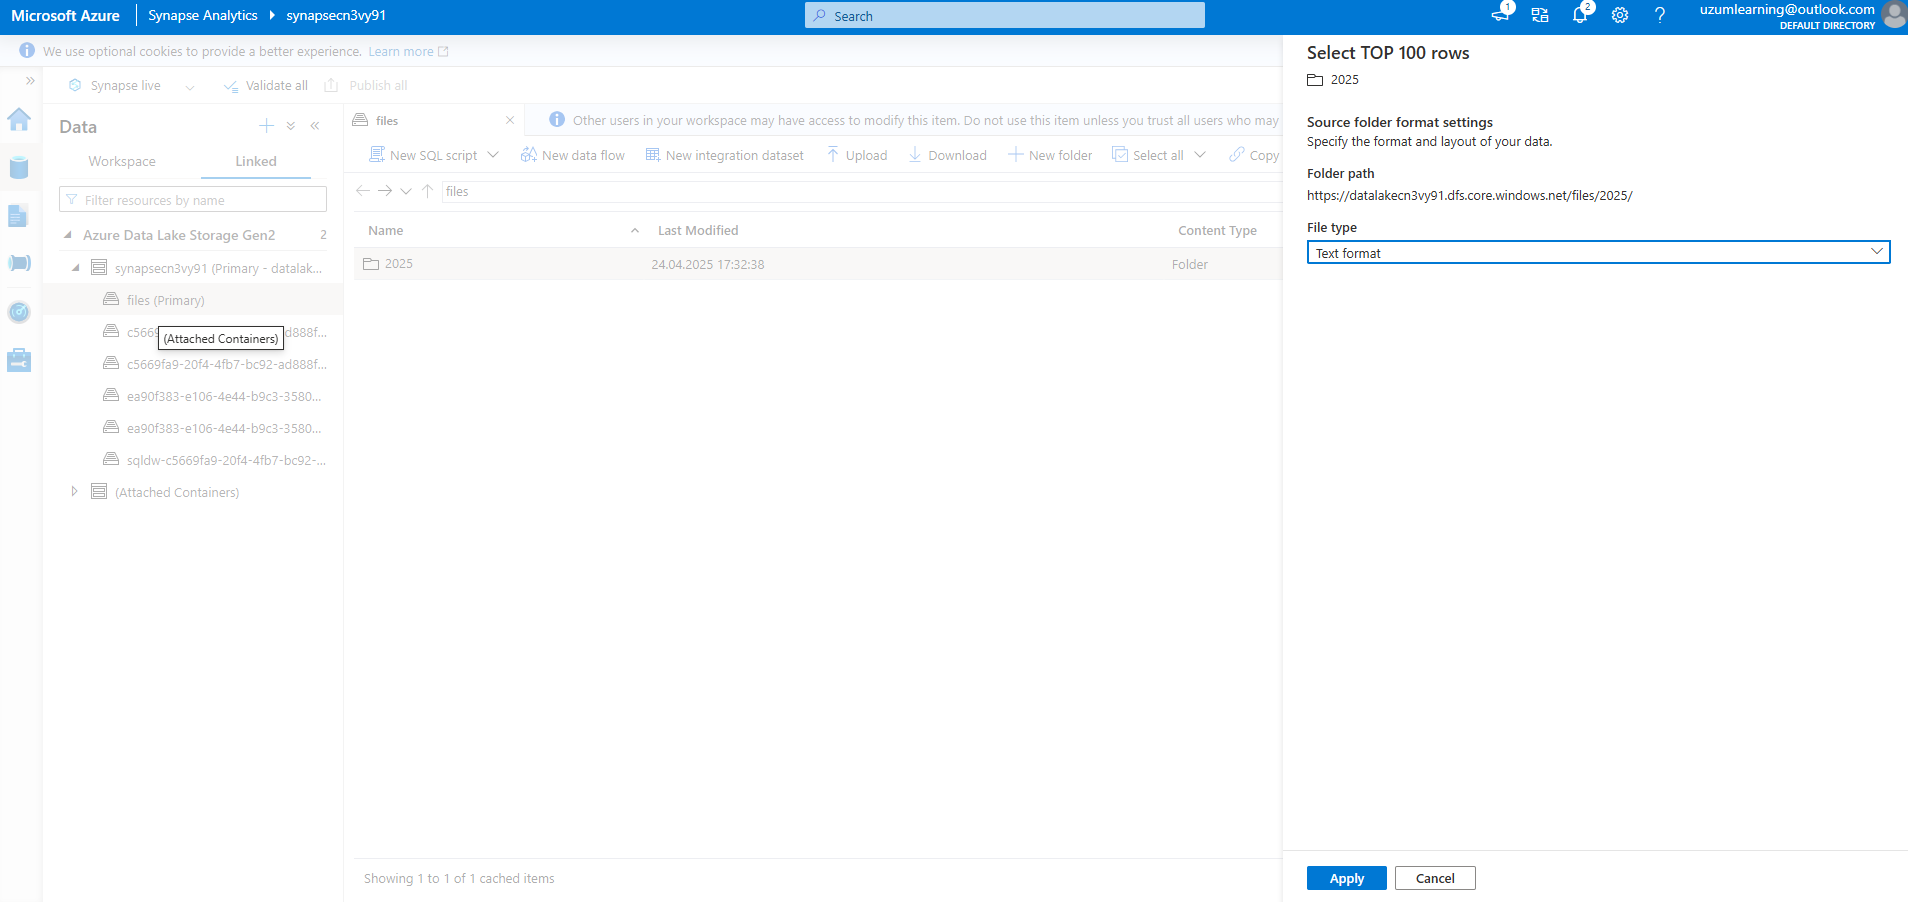 Microsoft Azure
Synapse Analytics
synapsecn3vy91
Search
1
2
?
uzumlearning@outlook.com
DEFAULT DIRECTORY
We use optional cookies to provide a better experience. Learn more
Synapse live
Validate all
Publish all
Data
Workspace
Linked
Filter resources by name
Azure Data Lake Storage Gen2 2
synapsecn3vy91 (Primary - datalak...
files (Primary)
c5669
d888f...
(Attached Containers)
c5669fa9-20f4-4fb7-bc92-ad888f...
ea90f383-e106-4e44-b9c3-3580...
ea90f383-e106-4e44-b9c3-3580...
sqldw-c5669fa9-20f4-4fb7-bc92-...
(Attached Containers)
files
Other users in your workspace may have access to modify this item. Do not use this item unless you trust all users who may
New SQL script
New data flow
New integration dataset
Upload
Download
New folder
Select all
Copy
files
Name Last Modified Content Type
2025 24.04.2025 17:32:38 Folder
Showing 1 to 1 of 1 cached items
Select TOP 100 rows
2025
Source folder format settings
Specify the format and layout of your data.
Folder path
https://datalakecn3vy91.dfs.core.windows.net/files/2025/
File type
Text format
Apply
Cancel